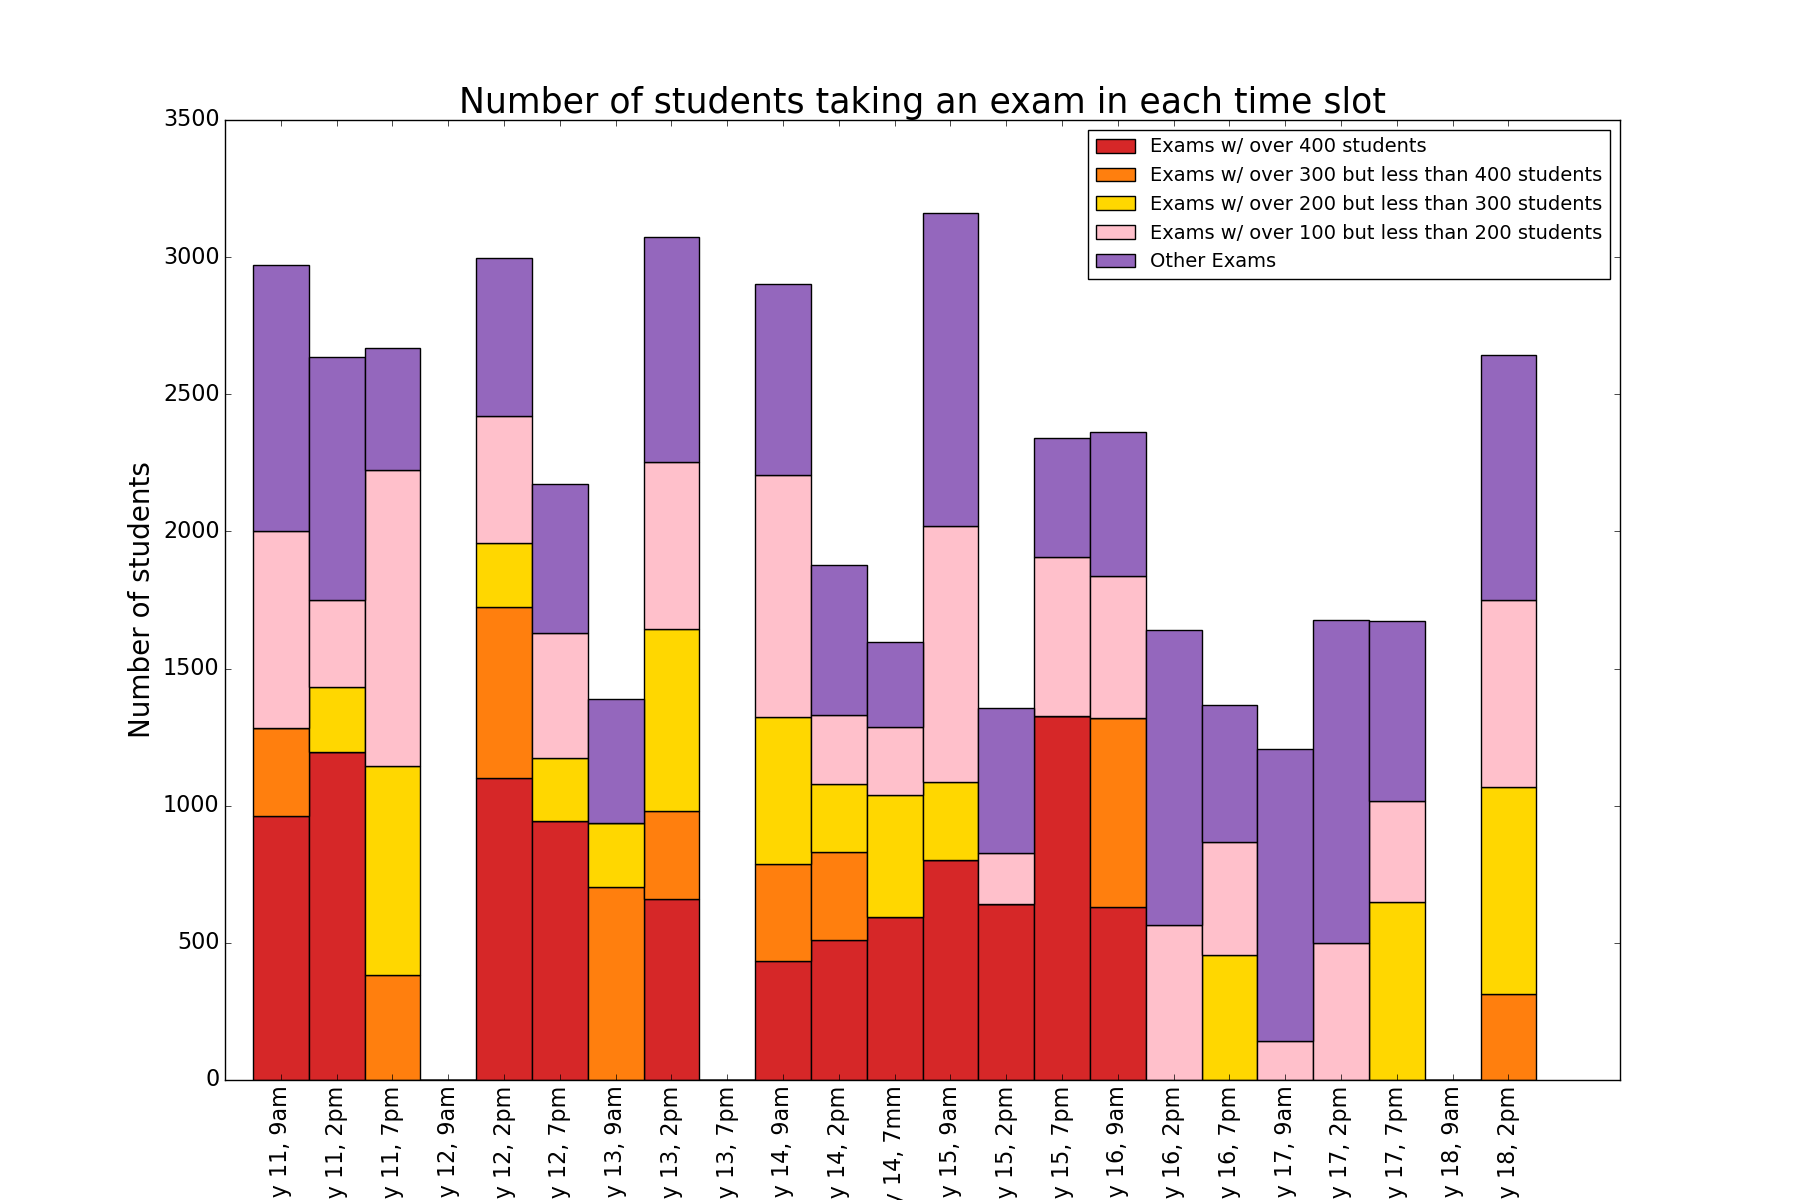 Number of students taking an exam in each time slot
Exams w/ over 400 students
Exams w/ over 300 but less than 400 students
Exams w/ over 200 but less than 300 students
Exams w/ over 100 but less than 200 students
Other Exams
Number of students
3500
3000
2500
2000
1500
1000
500
0
y 11, 9am
y 11, 2pm
y 11, 7pm
y 12, 9am
y 12, 2pm
y 12, 7pm
y 13, 9am
y 13, 2pm
y 13, 7pm
y 14, 9am
y 14, 2pm
y 14, 7mm
y 15, 9am
y 15, 2pm
y 15, 7pm
y 16, 9am
y 16, 2pm
y 16, 7pm
y 17, 9am
y 17, 2pm
y 17, 7pm
y 18, 9am
y 18, 2pm